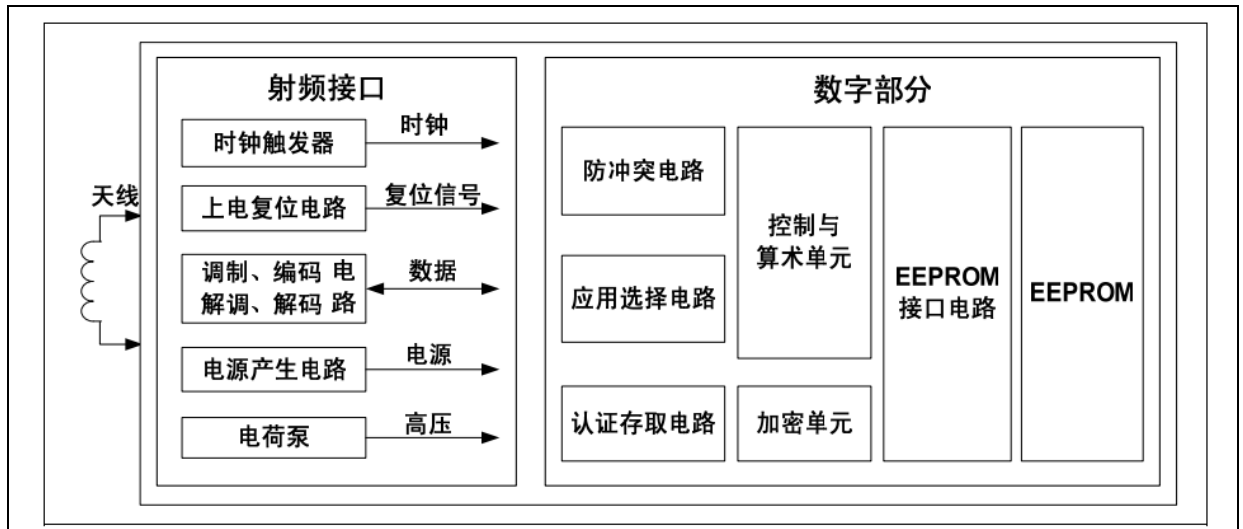 天线
射频接口
时钟触发器
时钟
上电复位电路
复位信号
调制、编码 电
解调、解码 路
数据
电源产生电路
电源
电荷泵
高压
数字部分
防冲突电路
应用选择电路
认证存取电路
控制与
算术单元
加密单元
EEPROM
接口电路
EEPROM